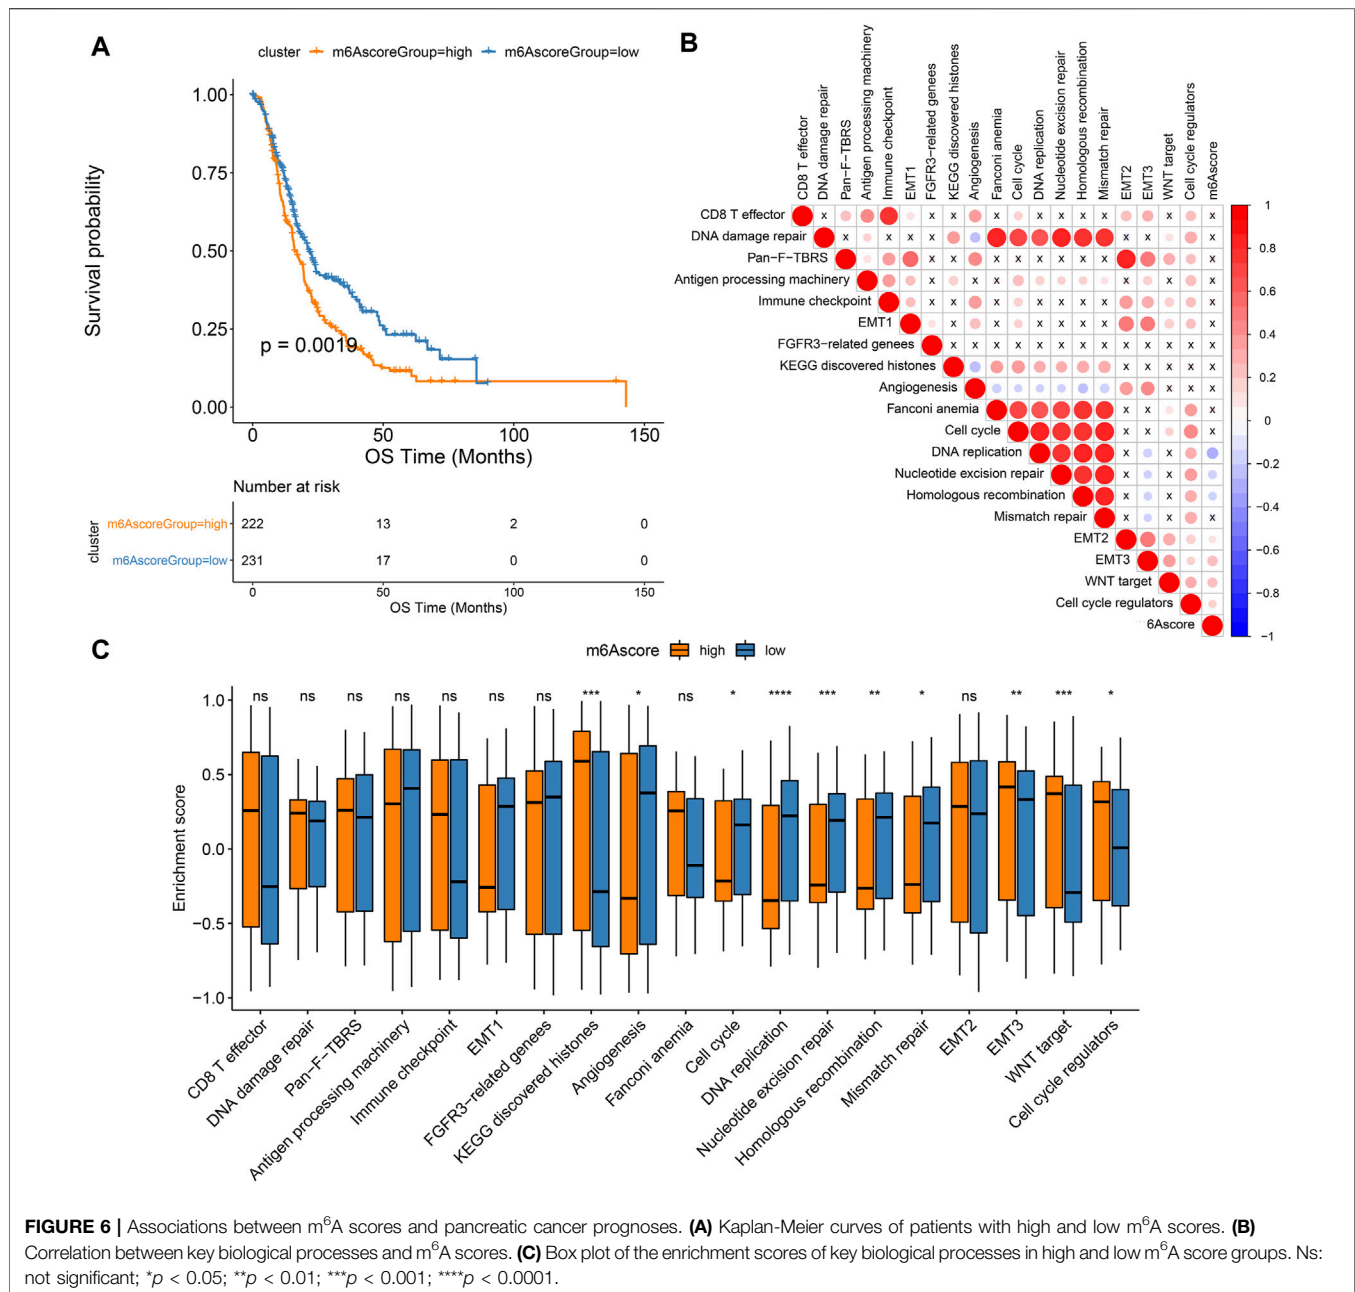 A
cluster m6AscoreGroup=high m6AscoreGroup=low
Survival probability
1.00
0.75
0.50
0.25
0.00
p = 0.0019
0 50 100 150
OS Time (Months)
Number at risk
cluster
m6AscoreGroup=high 222 13 2 0
m6AscoreGroup=low 231 17 0 0
0 50 100 150
OS Time (Months)
B
CD8 T effector
DNA damage repair
Pan−F−TBRS
Antigen processing machinery
Immune checkpoint
EMT1
FGFR3−related genees
KEGG discovered histones
Angiogenesis
Fanconi anemia
Cell cycle
DNA replication
Nucleotide excision repair
Homologous recombination
Mismatch repair
EMT2
EMT3
WNT target
Cell cycle regulators
m6Ascore
CD8 T effector
DNA damage repair
Pan−F−TBRS
Antigen processing machinery
Immune checkpoint
EMT1
FGFR3−related genees
KEGG discovered histones
Angiogenesis
Fanconi anemia
Cell cycle
DNA replication
Nucleotide excision repair
Homologous recombination
Mismatch repair
EMT2
EMT3
WNT target
Cell cycle regulators
6Ascore
1
0.8
0.6
0.4
0.2
0
−0.2
−0.4
−0.6
−0.8
−1
C
m6Ascore high low
Enrichment score
1.0
0.5
0.0
−0.5
−1.0
ns ns ns ns ns ns ns *** * ns * **** *** ** * ns ** *** *
CD8 T effector
DNA damage repair
Pan−F−TBRS
Antigen processing machinery
Immune checkpoint
EMT1
FGFR3−related genees
KEGG discovered histones
Angiogenesis
Fanconi anemia
Cell cycle
DNA replication
Nucleotide excision repair
Homologous recombination
Mismatch repair
EMT2
EMT3
WNT target
Cell cycle regulators
FIGURE 6 | Associations between m⁶A scores and pancreatic cancer prognoses. (A) Kaplan-Meier curves of patients with high and low m⁶A scores. (B)
Correlation between key biological processes and m⁶A scores. (C) Box plot of the enrichment scores of key biological processes in high and low m⁶A score groups. Ns:
not significant; *p < 0.05; **p < 0.01; ***p < 0.001; ****p < 0.0001.